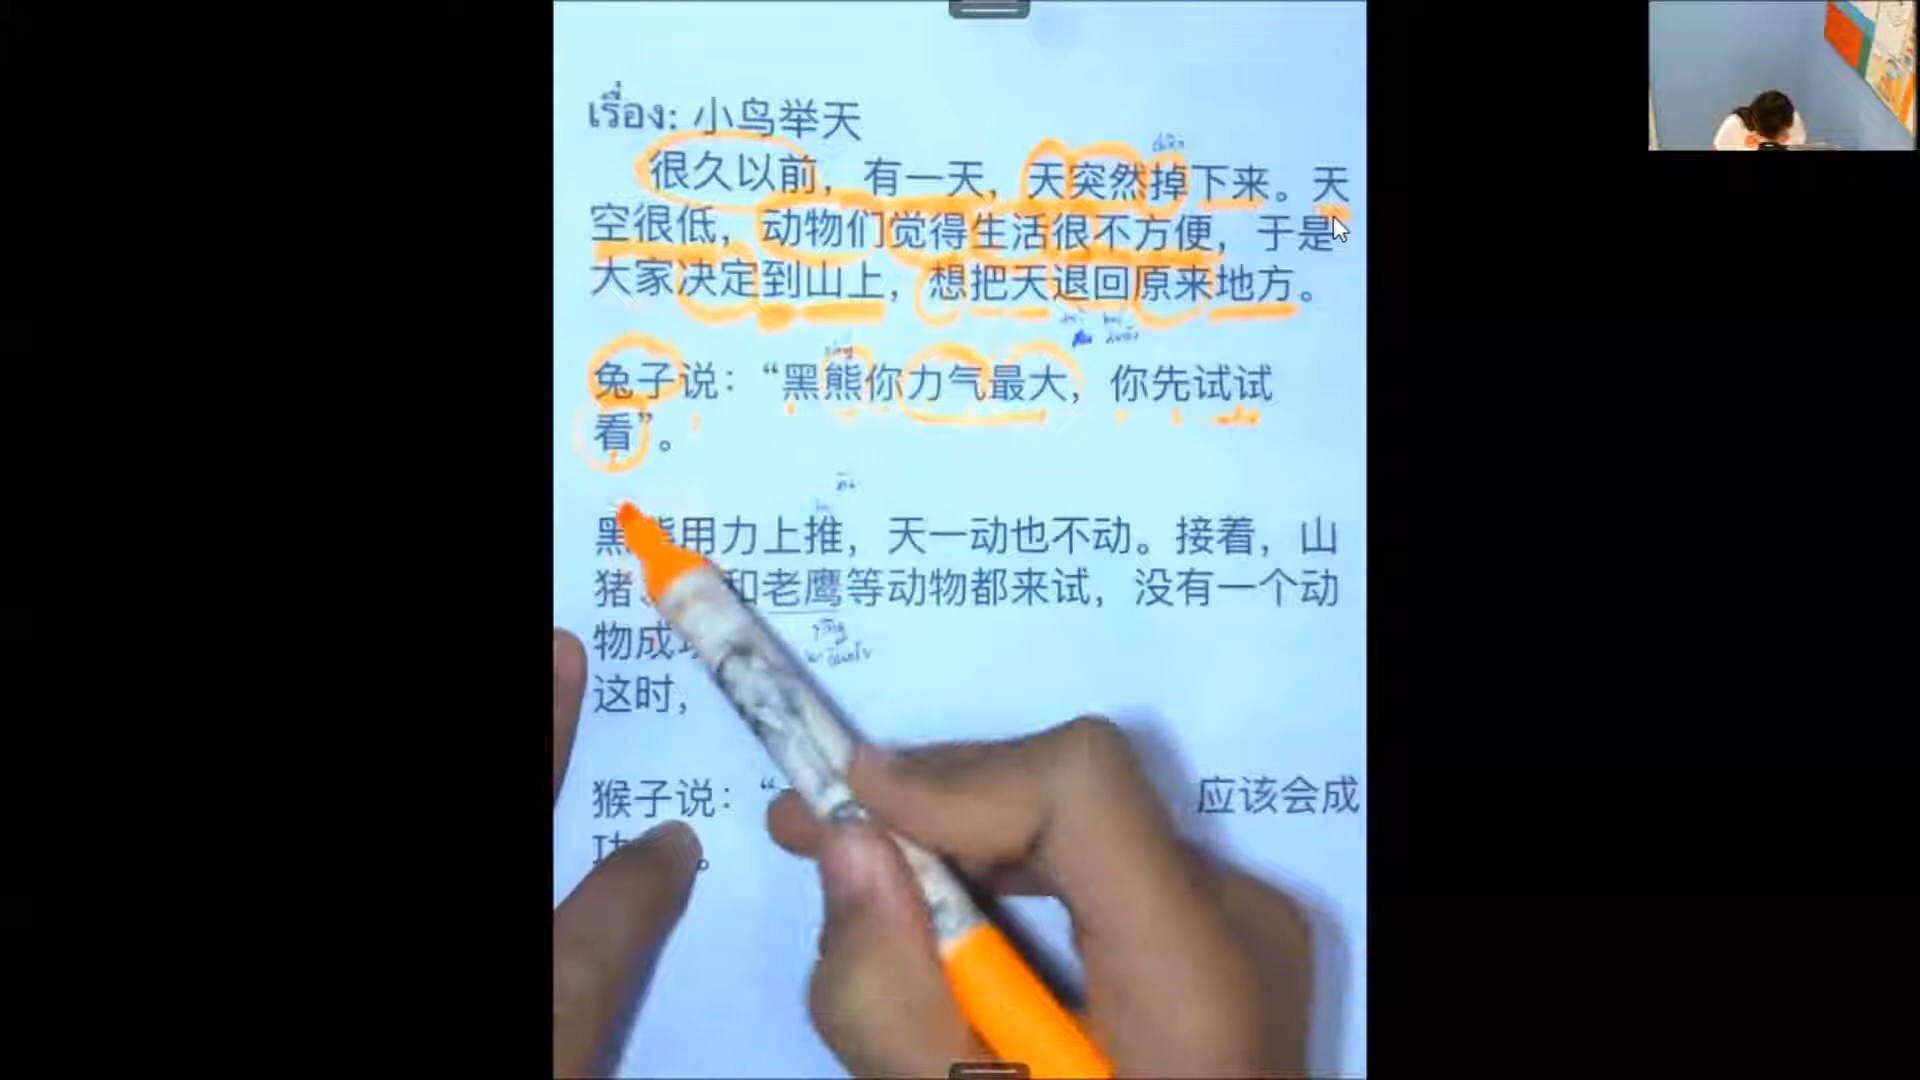 เรื่อง: 小鸟举天
很久以前，有一天，天突然掉下来。天
空很低，动物们觉得生活很不方便，于是
大家决定到山上，想把天退回原来地方。
兔子说：“黑熊你力气最大，你先试试
看”。
黑熊用力上推，天一动也不动。接着，山
猪、 和老鹰等动物都来试，没有一个动
yīng
物成功
这时，
猴子说：“ 应该会成
功 。